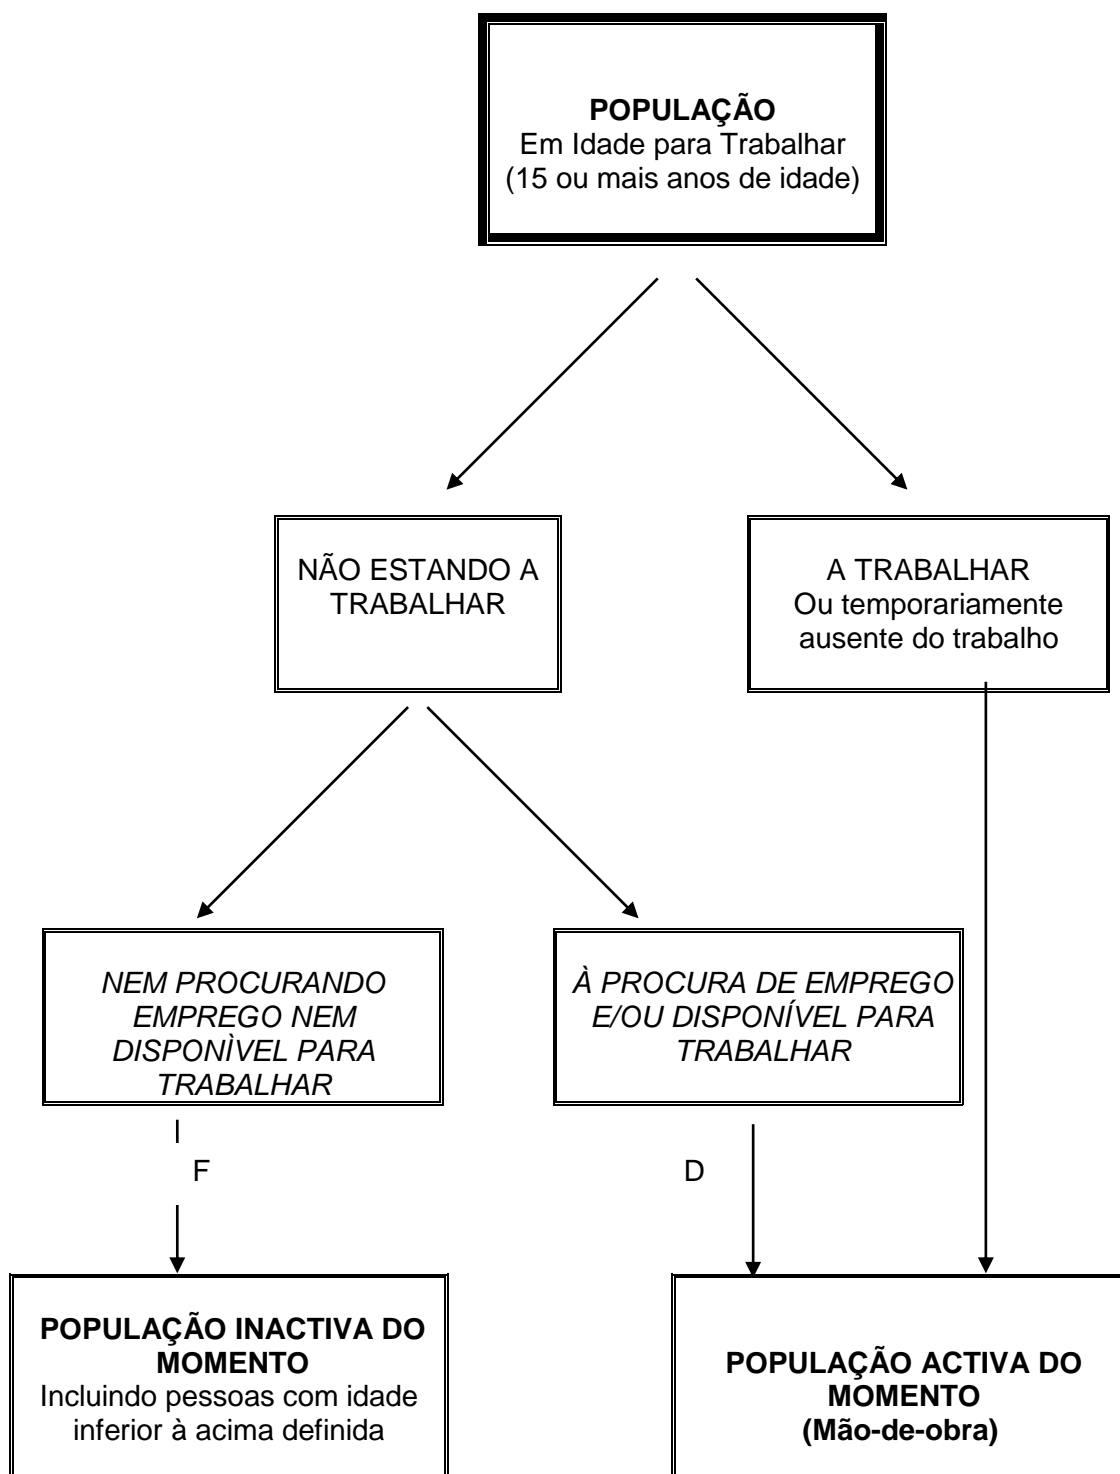 POPULAÇÃO
Em Idade para Trabalhar
(15 ou mais anos de idade)
NÃO ESTANDO A
TRABALHAR
A TRABALHAR
Ou temporariamente
ausente do trabalho
NEM PROCURANDO
EMPREGO NEM
DISPONÌVEL PARA
TRABALHAR
À PROCURA DE EMPREGO
E/OU DISPONÍVEL PARA
TRABALHAR
F
D
POPULAÇÃO INACTIVA DO
MOMENTO
Incluindo pessoas com idade
inferior à acima definida
POPULAÇÃO ACTIVA DO
MOMENTO
(Mão-de-obra)